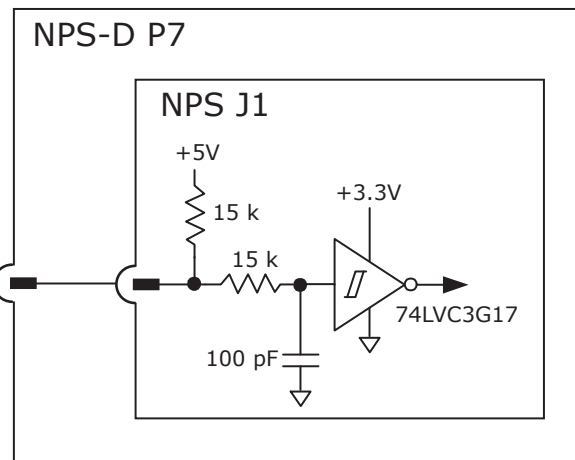 NPS-D P7
NPS J1
+5V
+3.3V
15 k
15 k
74LVC3G17
100 pF